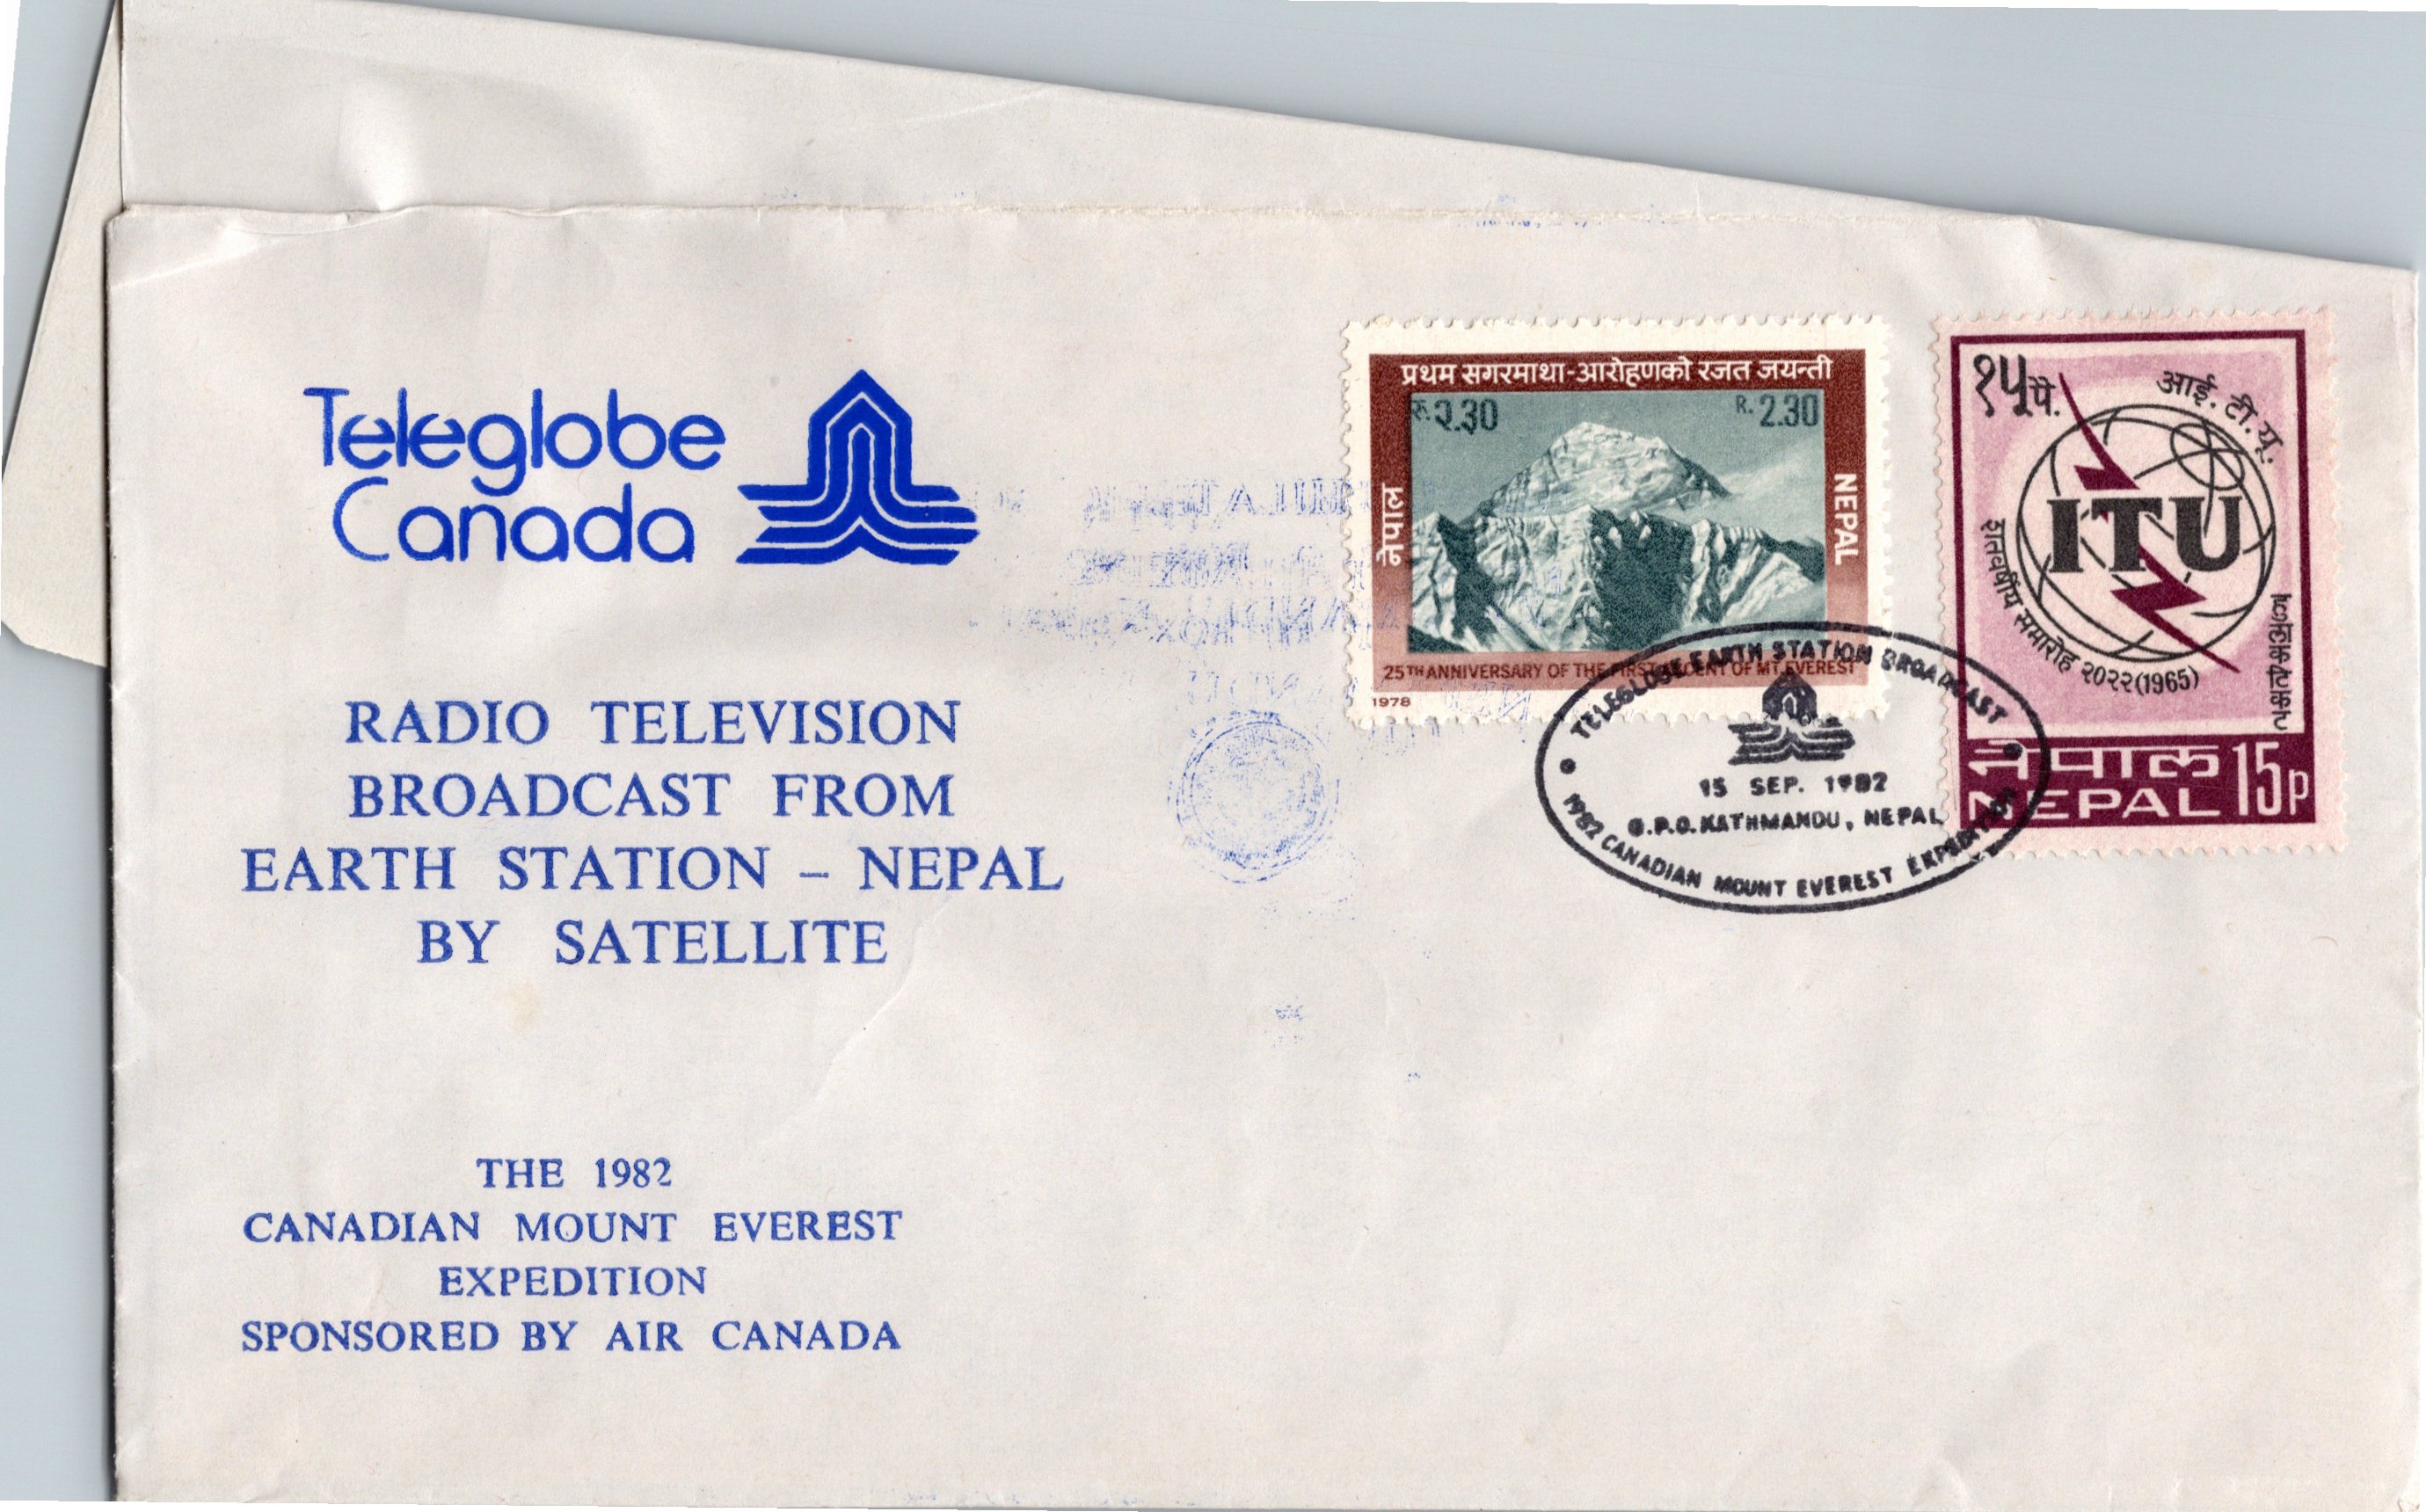 Teleglobe
Canada
RADIO TELEVISION
BROADCAST FROM
EARTH STATION – NEPAL
BY SATELLITE
THE 1982
CANADIAN MOUNT EVEREST
EXPEDITION
SPONSORED BY AIR CANADA
प्रथम सगरमाथा-आरोहणको रजत जयन्ती
रु. २.३० R. 2.30
नेपाल
NEPAL
25TH ANNIVERSARY OF THE FIRST ASCENT OF MT. EVEREST
1978
१५ पै.
आई. टी. यू.
ITU
शतवर्षीय समारोह २०२२(1965)
नेपाल
NEPAL 15p
TELEGLOBE EARTH STATION BROADCAST
15 SEP. 1982
G.P.O. KATHMANDU, NEPAL
1982 CANADIAN MOUNT EVEREST EXPEDITION